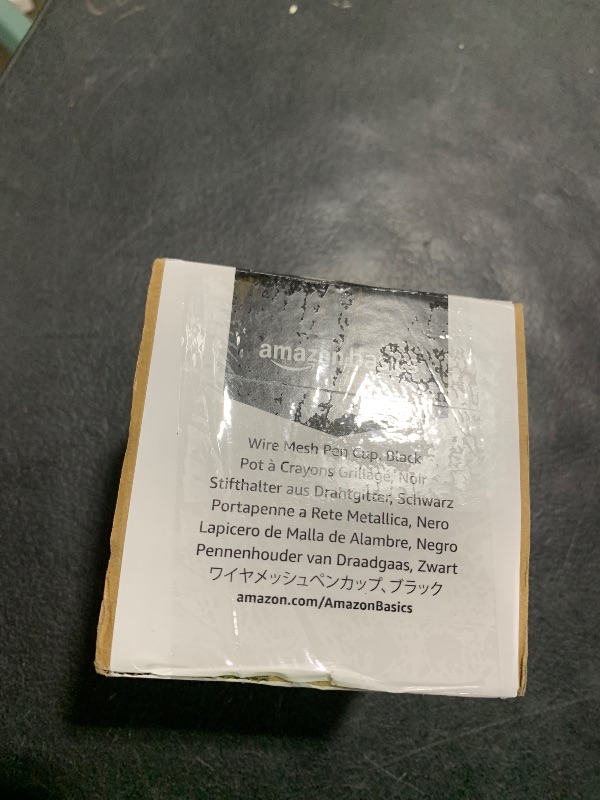 amazonbasics
Wire Mesh Pen Cup, Black
Pot à Crayons Grillagé, Noir
Stifthalter aus Drahtgitter, Schwarz
Portapenne a Rete Metallica, Nero
Lapicero de Malla de Alambre, Negro
Pennenhouder van Draadgaas, Zwart
ワイヤメッシュペンカップ、ブラック
amazon.com/AmazonBasics